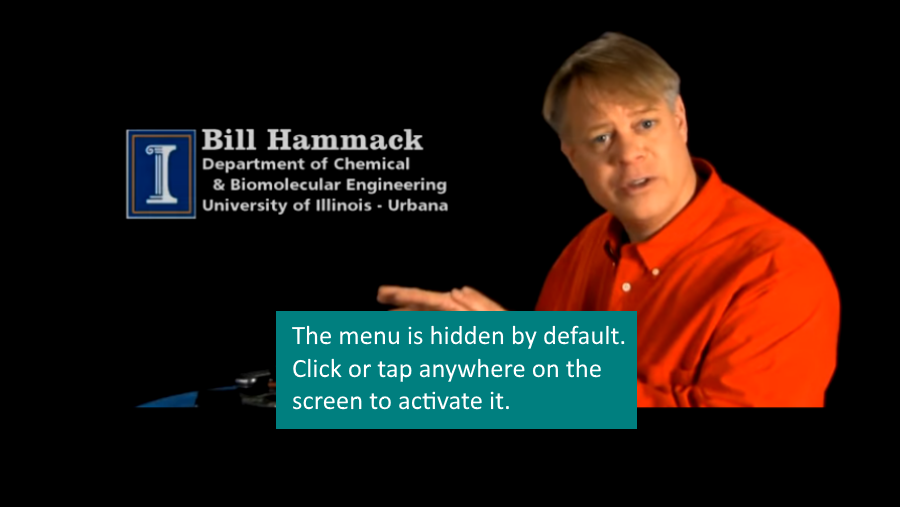 Bill Hammack
Department of Chemical
& Biomolecular Engineering
University of Illinois - Urbana
The menu is hidden by default.
Click or tap anywhere on the
screen to activate it.